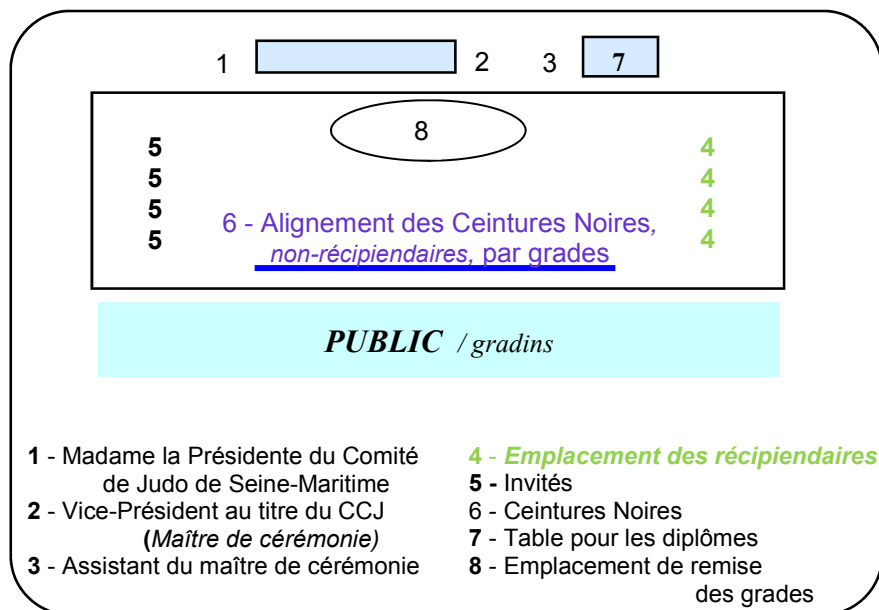 1 2 3 7
8
5 4
5 4
5 4
5 4
6 - Alignement des Ceintures Noires,
non-récipiendaires, par grades
PUBLIC / gradins
1 - Madame la Présidente du Comité
de Judo de Seine-Maritime
2 - Vice-Président au titre du CCJ
(Maître de cérémonie)
3 - Assistant du maître de cérémonie
4 - Emplacement des récipiendaires
5 - Invités
6 - Ceintures Noires
7 - Table pour les diplômes
8 - Emplacement de remise
des grades